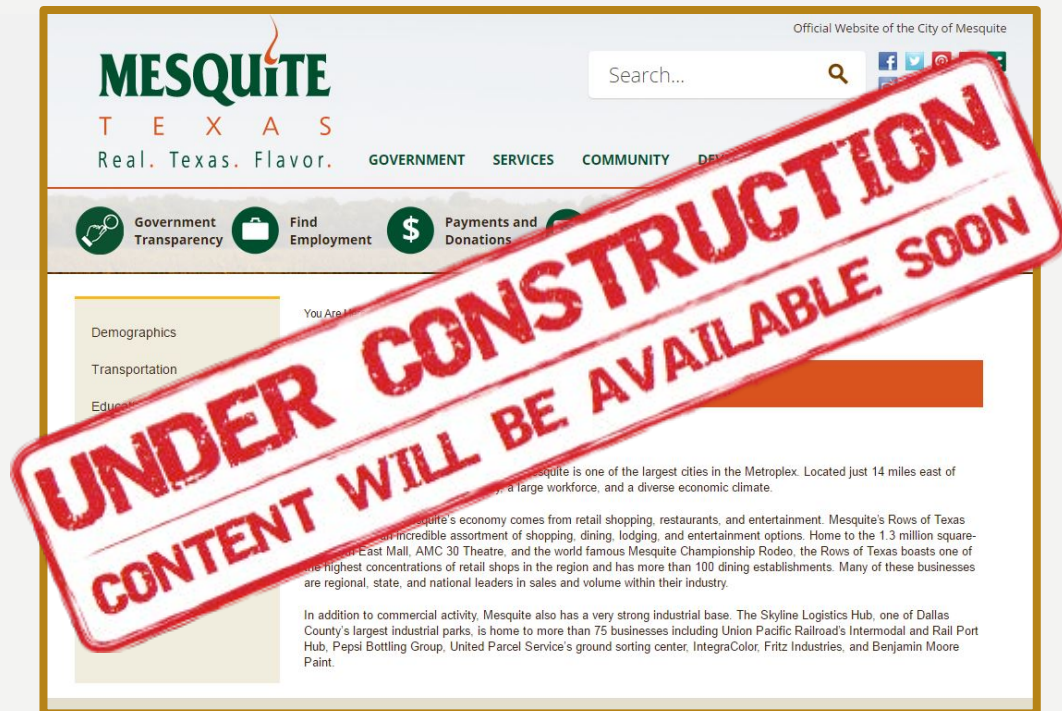 Official Website of the City of Mesquite
MESQUiTE
TEXAS
Real. Texas. Flavor.
Search...
GOVERNMENT SERVICES COMMUNITY
Government
Transparency
Find
Employment
$
Payments and
Donations
UNDER CONSTRUCTION
CONTENT WILL BE AVAILABLE SOON
You Are
Demographics
Transportation
is one of the largest cities in the Metroplex. Located just 14 miles east of
a large workforce, and a diverse economic climate.
economy comes from retail shopping, restaurants, and entertainment. Mesquite's Rows of Texas
incredible assortment of shopping, dining, lodging, and entertainment options. Home to the 1.3 million square-
East Mall, AMC 30 Theatre, and the world famous Mesquite Championship Rodeo, the Rows of Texas boasts one of
highest concentrations of retail shops in the region and has more than 100 dining establishments. Many of these businesses
are regional, state, and national leaders in sales and volume within their industry.
In addition to commercial activity, Mesquite also has a very strong industrial base. The Skyline Logistics Hub, one of Dallas
County's largest industrial parks, is home to more than 75 businesses including Union Pacific Railroad's Intermodal and Rail Port
Hub, Pepsi Bottling Group, United Parcel Service's ground sorting center, IntegraColor, Fritz Industries, and Benjamin Moore
Paint.